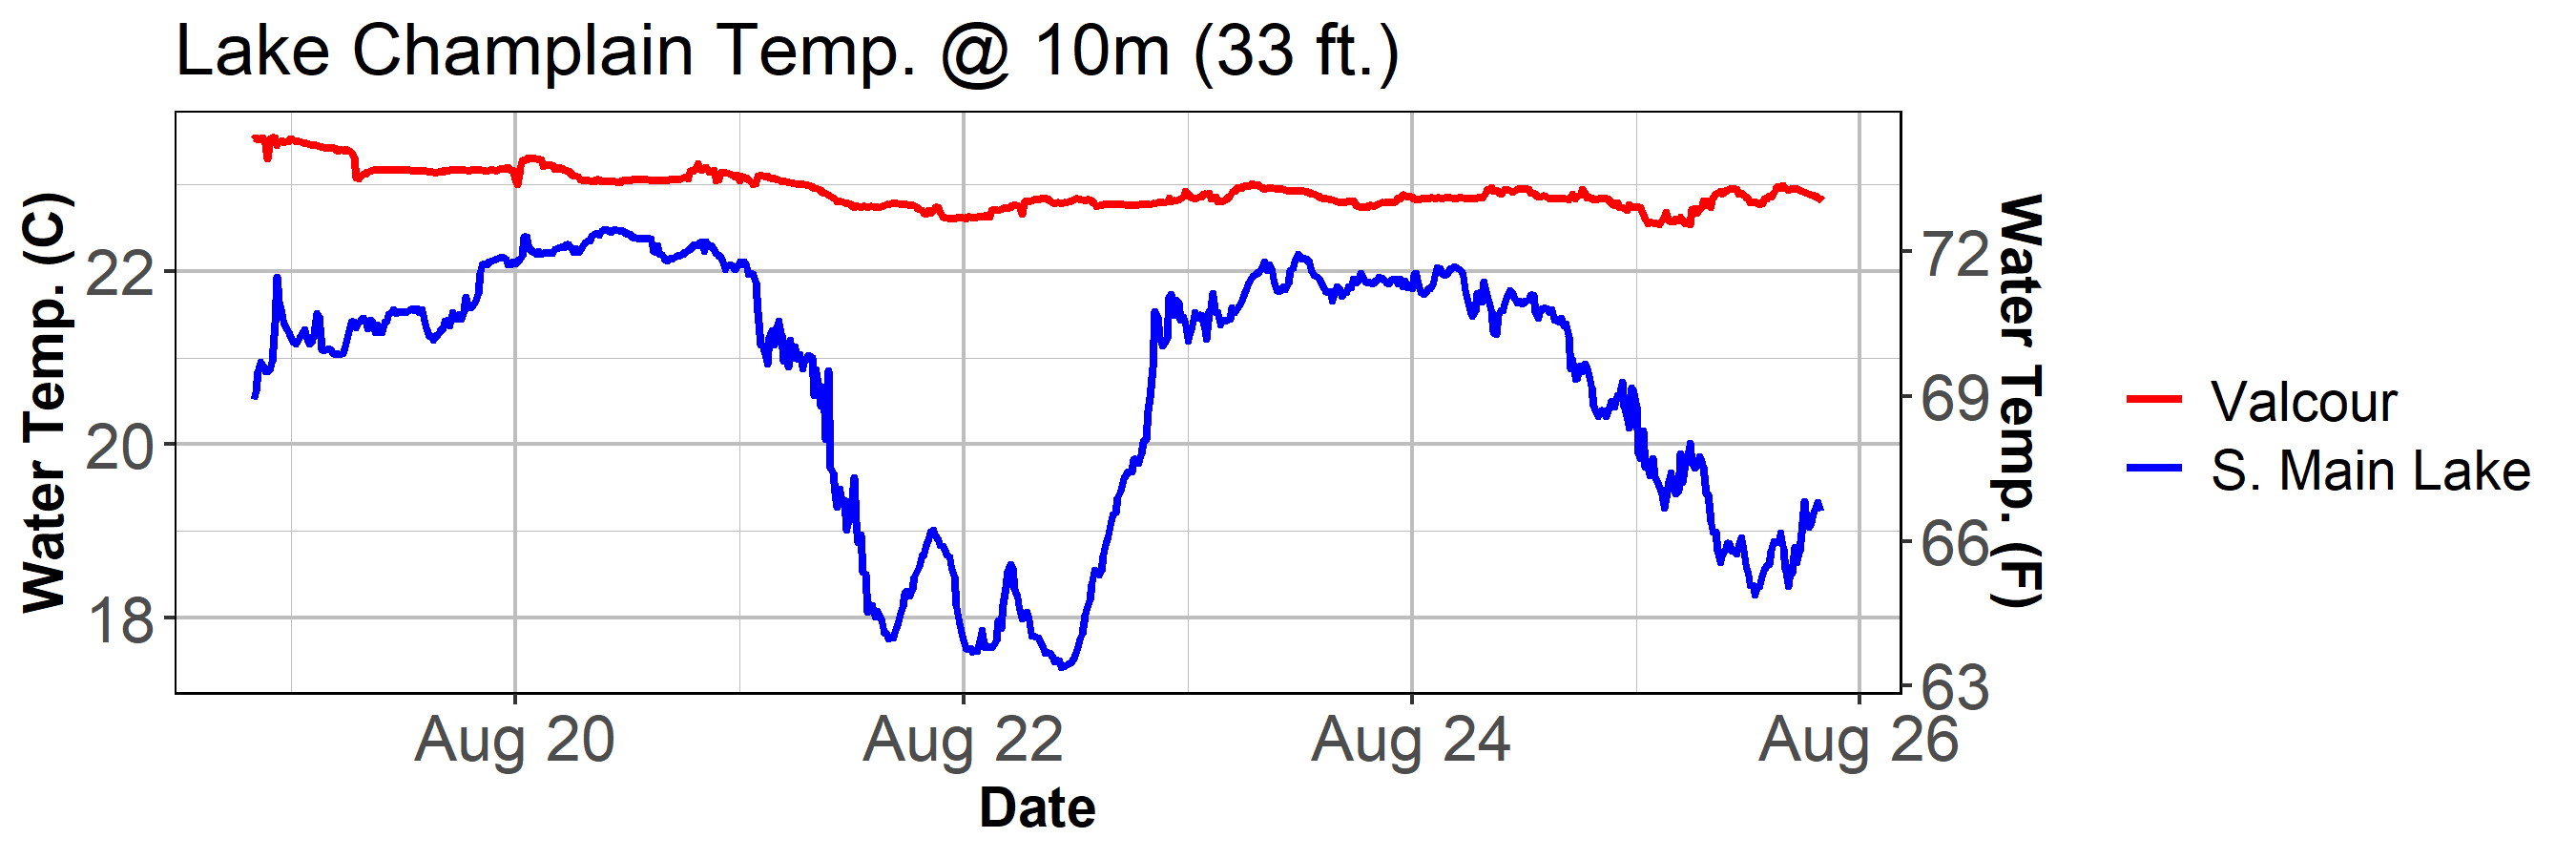 Lake Champlain Temp. @ 10m (33 ft.)
Water Temp. (C)
22
20
18
72
69
66
63
Water Temp. (F)
Aug 20
Aug 22
Aug 24
Aug 26
Date
Valcour
S. Main Lake